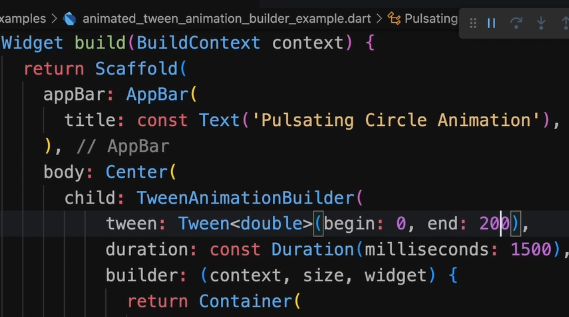 examples > animated_tween_animation_builder_example.dart > Pulsating
Widget build(BuildContext context) {
return Scaffold(
appBar: AppBar(
title: const Text('Pulsating Circle Animation'),
), // AppBar
body: Center(
child: TweenAnimationBuilder(
tween: Tween<double>(begin: 0, end: 200),
duration: const Duration(milliseconds: 1500),
builder: (context, size, widget) {
return Container(